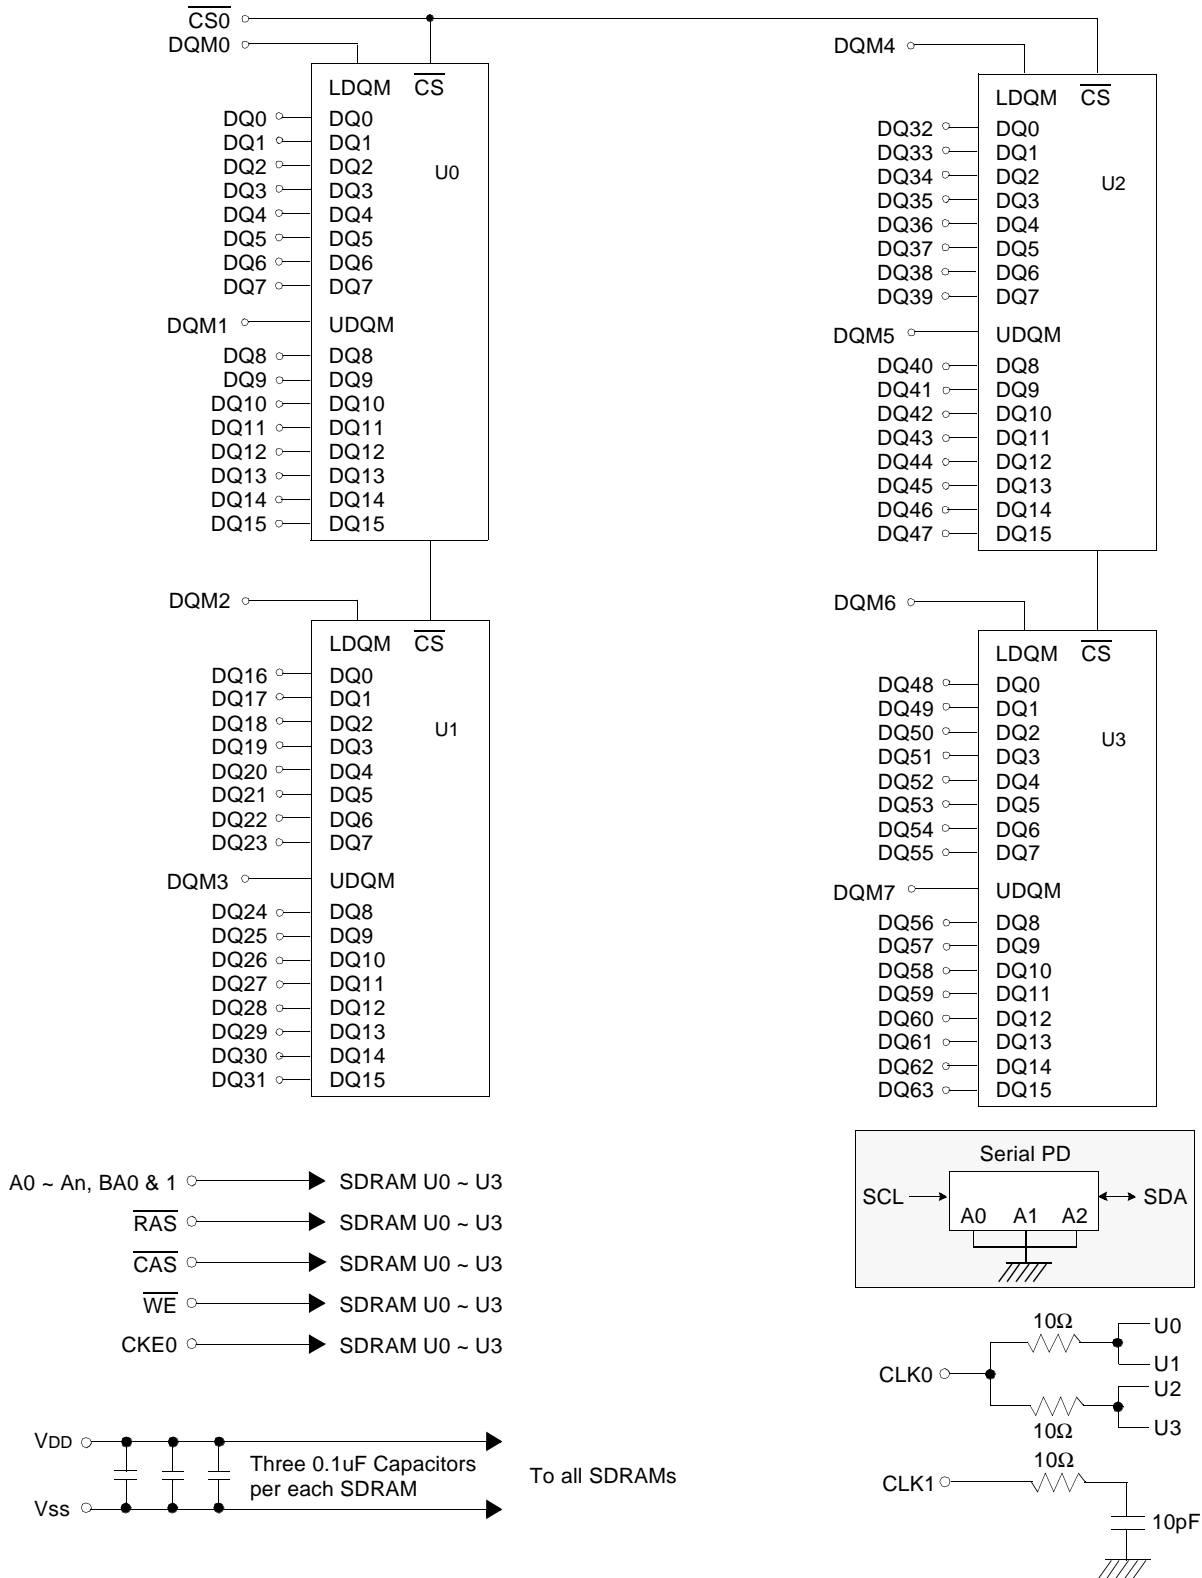 CS0
DQM0
LDQM CS
DQ0 DQ0
DQ1 DQ1
DQ2 DQ2
U0
DQ3 DQ3
DQ4 DQ4
DQ5 DQ5
DQ6 DQ6
DQ7 DQ7
DQM1 UDQM
DQ8 DQ8
DQ9 DQ9
DQ10 DQ10
DQ11 DQ11
DQ12 DQ12
DQ13 DQ13
DQ14 DQ14
DQ15 DQ15
DQM2
LDQM CS
DQ16 DQ0
DQ17 DQ1
DQ18 DQ2
U1
DQ19 DQ3
DQ20 DQ4
DQ21 DQ5
DQ22 DQ6
DQ23 DQ7
DQM3 UDQM
DQ24 DQ8
DQ25 DQ9
DQ26 DQ10
DQ27 DQ11
DQ28 DQ12
DQ29 DQ13
DQ30 DQ14
DQ31 DQ15
DQM4
LDQM CS
DQ32 DQ0
DQ33 DQ1
DQ34 DQ2
U2
DQ35 DQ3
DQ36 DQ4
DQ37 DQ5
DQ38 DQ6
DQ39 DQ7
DQM5 UDQM
DQ40 DQ8
DQ41 DQ9
DQ42 DQ10
DQ43 DQ11
DQ44 DQ12
DQ45 DQ13
DQ46 DQ14
DQ47 DQ15
DQM6
LDQM CS
DQ48 DQ0
DQ49 DQ1
DQ50 DQ2
U3
DQ51 DQ3
DQ52 DQ4
DQ53 DQ5
DQ54 DQ6
DQ55 DQ7
DQM7 UDQM
DQ56 DQ8
DQ57 DQ9
DQ58 DQ10
DQ59 DQ11
DQ60 DQ12
DQ61 DQ13
DQ62 DQ14
DQ63 DQ15
A0 ~ An, BA0 & 1 SDRAM U0 ~ U3
RAS SDRAM U0 ~ U3
CAS SDRAM U0 ~ U3
WE SDRAM U0 ~ U3
CKE0 SDRAM U0 ~ U3
VDD
Three 0.1uF Capacitors
per each SDRAM
To all SDRAMs
Vss
Serial PD
SCL SDA
A0 A1 A2
10Ω
U0
U1
CLK0
U2
U3
10Ω
10Ω
CLK1
10pF